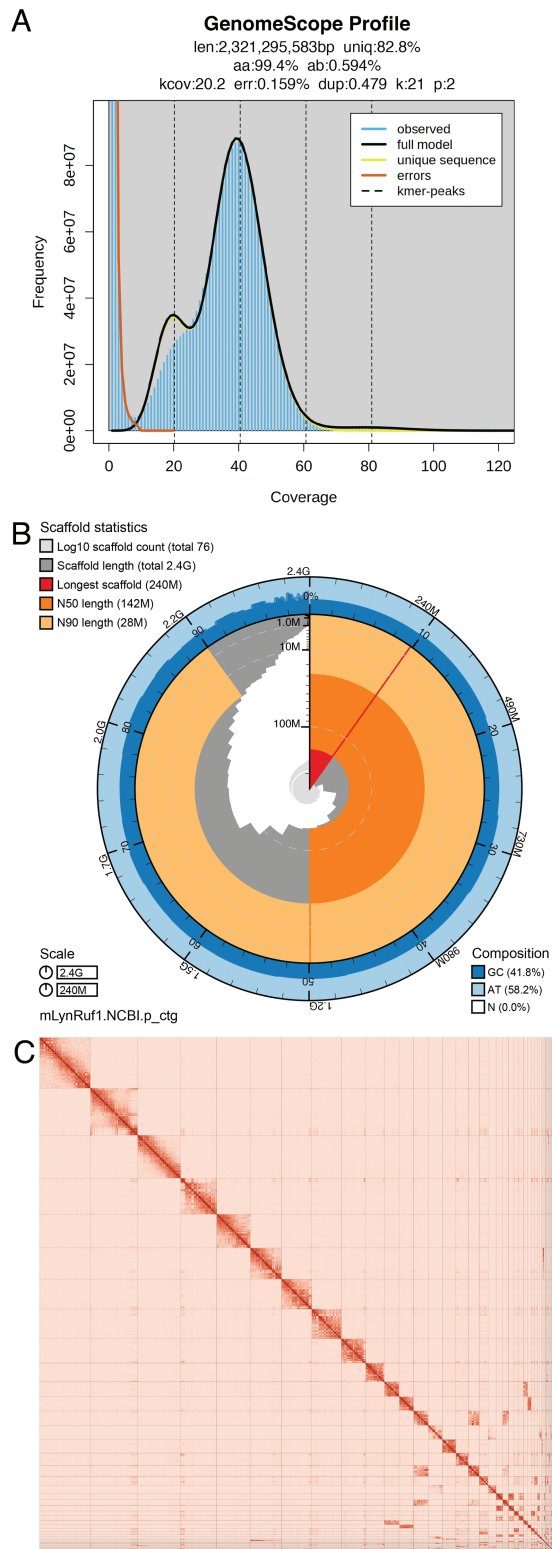 A
GenomeScope Profile
len:2,321,295,583bp uniq:82.8%
aa:99.4% ab:0.594%
kcov:20.2 err:0.159% dup:0.479 k:21 p:2
observed
full model
unique sequence
errors
kmer-peaks
Frequency
8e+07
6e+07
4e+07
2e+07
0e+00
0 20 40 60 80 100 120
Coverage
B
Scaffold statistics
Log10 scaffold count (total 76)
Scaffold length (total 2.4G)
Longest scaffold (240M)
N50 length (142M)
N90 length (28M)
2.4G
0%
240M
10
490M
20
730M
30
980M
40
1.2G
50
1.5G
60
1.7G
70
2.0G
80
2.2G
90
1.0M
10M
100M
Scale
2.4G
240M
mLynRuf1.NCBI.p_ctg
Composition
GC (41.8%)
AT (58.2%)
N (0.0%)
C